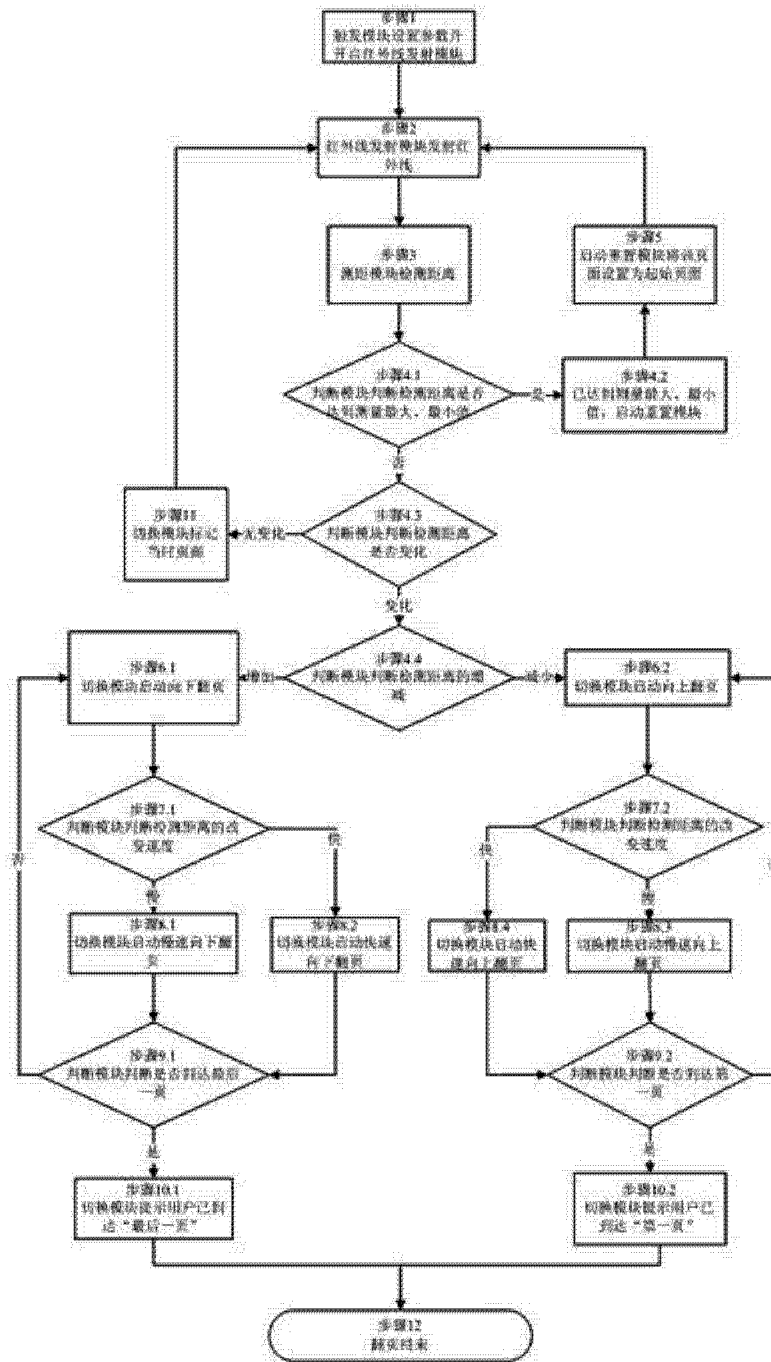 步骤1
触发模块设置参数并
开启红外线发射模块
步骤2
红外线发射模块发射红
外线
步骤3
测距模块检测距离
步骤5
启动重置模块将该页
面设置为起始页面
步骤4.1
判断模块判断检测距离是否
达到测量最大、最小值
是
步骤4.2
已达到测量最大、最小
值，启动重置模块
否
步骤11
切换模块标记
当时页面
无变化
步骤4.3
判断模块判断检测距离
是否变化
变化
步骤6.1
切换模块启动向下翻页
增加
步骤4.4
判断模块判断检测距离的增
减
减少
步骤6.2
切换模块启动向上翻页
步骤7.1
判断模块判断检测距离的改
变速度
步骤7.2
判断模块判断检测距离的改
变速度
否
快
慢
快
慢
步骤8.1
切换模块启动慢速向下翻
页
步骤8.2
切换模块启动快速
向下翻页
步骤8.4
切换模块启动快
速向上翻页
步骤8.3
切换模块启动慢速向上
翻页
步骤9.1
判断模块判断是否到达最后
一页
步骤9.2
判断模块判断是否到达第
一页
是
是
步骤10.1
切换模块提示用户已到
达“最后一页”
步骤10.2
切换模块提示用户已
到达“第一页”
步骤12
翻页结束